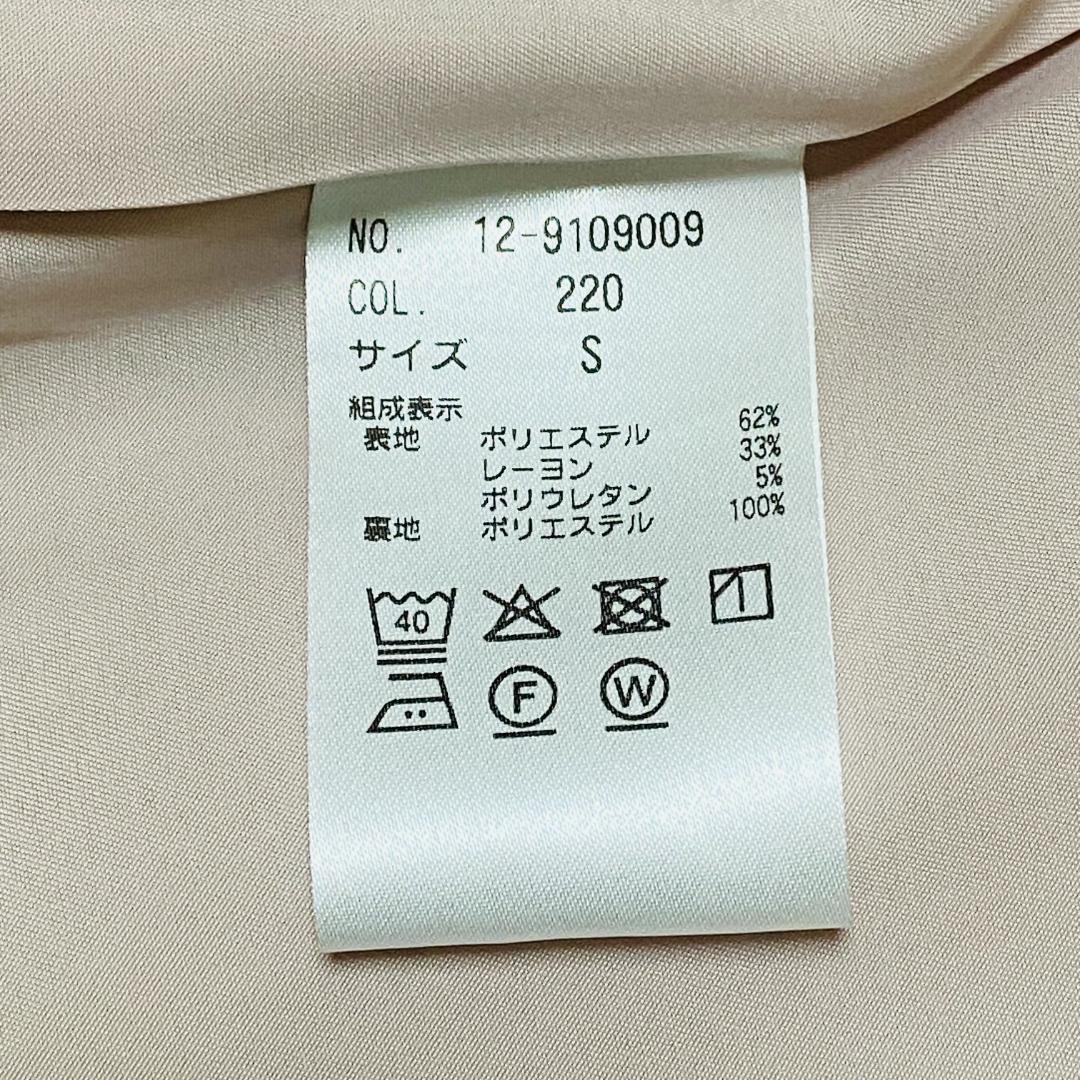 NO. 12-9109009
COL. 220
サイズ S
組成表示
表地 ポリエステル 62%
レーヨン 33%
ポリウレタン 5%
裏地 ポリエステル 100%
40
F W